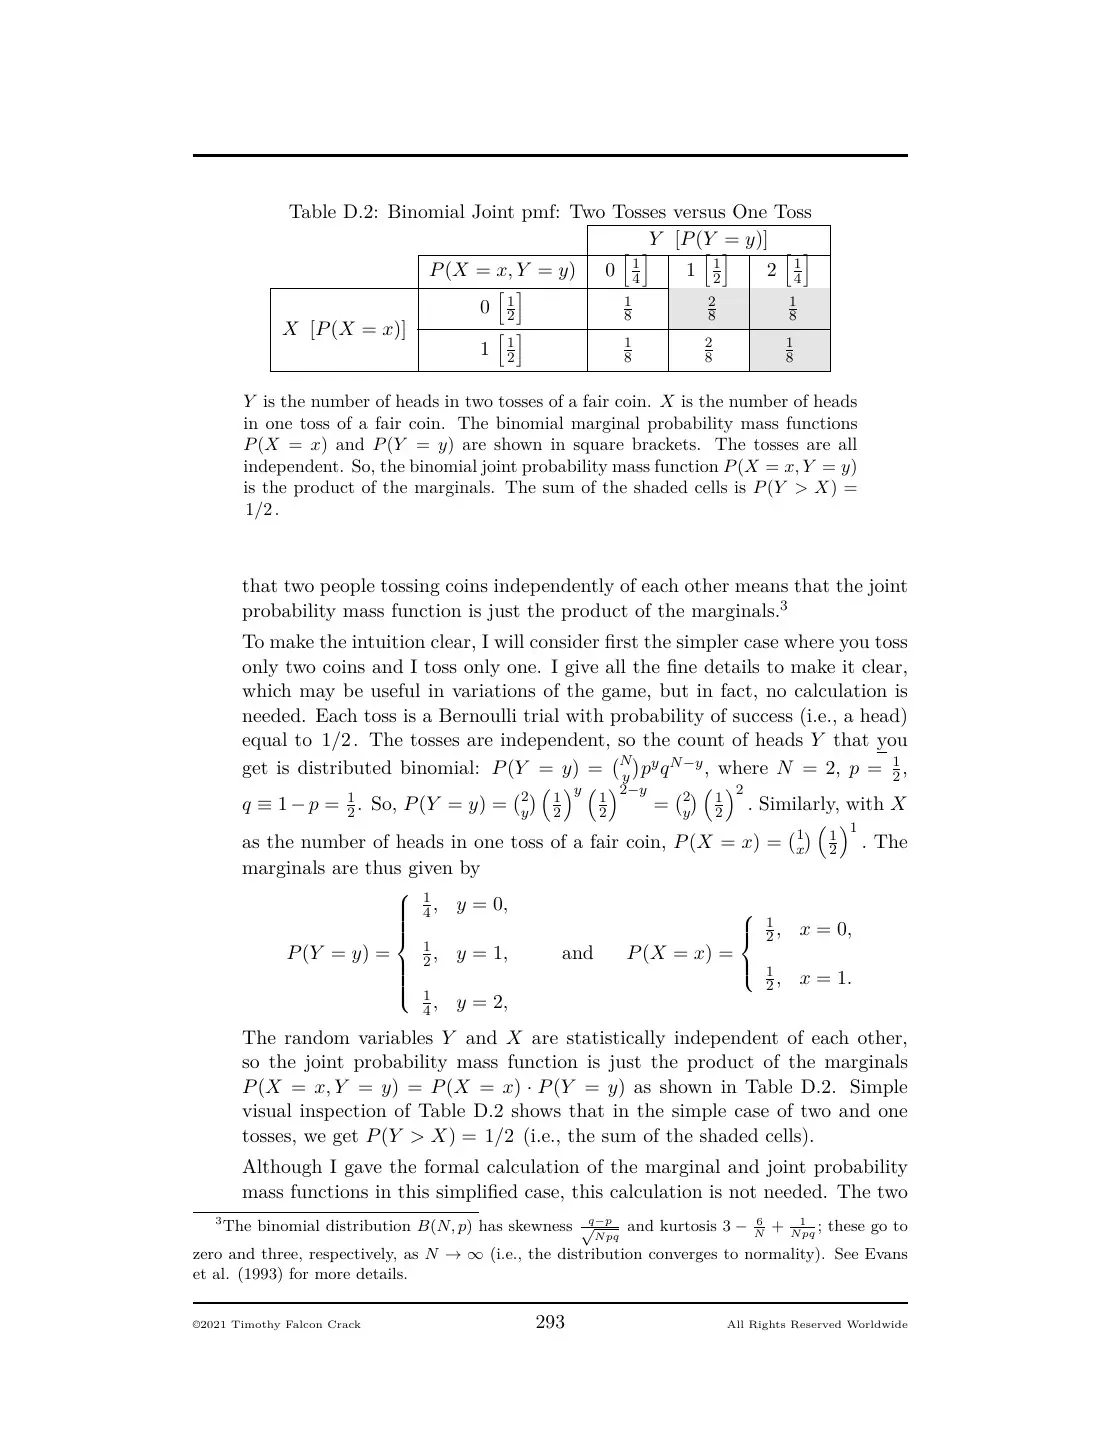 Table D.2: Binomial Joint pmf: Two Tosses versus One Toss
Y [P(Y = y)]
P(X = x, Y = y) 0 [1/4] 1 [1/2] 2 [1/4]
0 [1/2] 1/8 2/8 1/8
X [P(X = x)]
1 [1/2] 1/8 2/8 1/8
Y is the number of heads in two tosses of a fair coin. X is the number of heads
in one toss of a fair coin. The binomial marginal probability mass functions
P(X = x) and P(Y = y) are shown in square brackets. The tosses are all
independent. So, the binomial joint probability mass function P(X = x, Y = y)
is the product of the marginals. The sum of the shaded cells is P(Y > X) =
1/2.
that two people tossing coins independently of each other means that the joint
probability mass function is just the product of the marginals.³
To make the intuition clear, I will consider first the simpler case where you toss
only two coins and I toss only one. I give all the fine details to make it clear,
which may be useful in variations of the game, but in fact, no calculation is
needed. Each toss is a Bernoulli trial with probability of success (i.e., a head)
equal to 1/2. The tosses are independent, so the count of heads Y that you
get is distributed binomial: P(Y = y) = (N y) p^y q^(N−y), where N = 2, p = 1/2,
q ≡ 1 − p = 1/2. So, P(Y = y) = (2 y) (1/2)^y (1/2)^(2−y) = (2 y) (1/2)^2. Similarly, with X
as the number of heads in one toss of a fair coin, P(X = x) = (1 x) (1/2)^1. The
marginals are thus given by
P(Y = y) = { 1/4, y = 0, 1/2, y = 1, 1/4, y = 2, and P(X = x) = { 1/2, x = 0, 1/2, x = 1.
The random variables Y and X are statistically independent of each other,
so the joint probability mass function is just the product of the marginals
P(X = x, Y = y) = P(X = x) · P(Y = y) as shown in Table D.2. Simple
visual inspection of Table D.2 shows that in the simple case of two and one
tosses, we get P(Y > X) = 1/2 (i.e., the sum of the shaded cells).
Although I gave the formal calculation of the marginal and joint probability
mass functions in this simplified case, this calculation is not needed. The two
³The binomial distribution B(N, p) has skewness (q−p)/√(Npq) and kurtosis 3 − 6/N + 1/(Npq); these go to
zero and three, respectively, as N → ∞ (i.e., the distribution converges to normality). See Evans
et al. (1993) for more details.
©2021 Timothy Falcon Crack 293 All Rights Reserved Worldwide